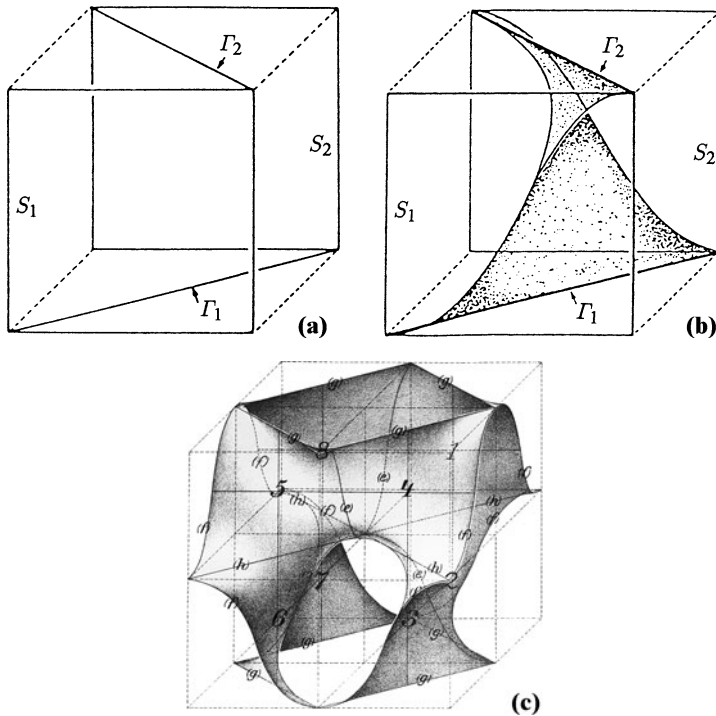 Γ₂
S₂
S₁
Γ₁
(a)
Γ₂
S₂
S₁
Γ₁
(b)
(g) (g)
(g) 8 (g) 1
(f) (e) (f)
5 4 (h)
(h) (f) (e) (f)
(f) (f)
(h) 7 (h) (e) 2
(f)
6 3 (g)
(g)
(g) (g)
(c)